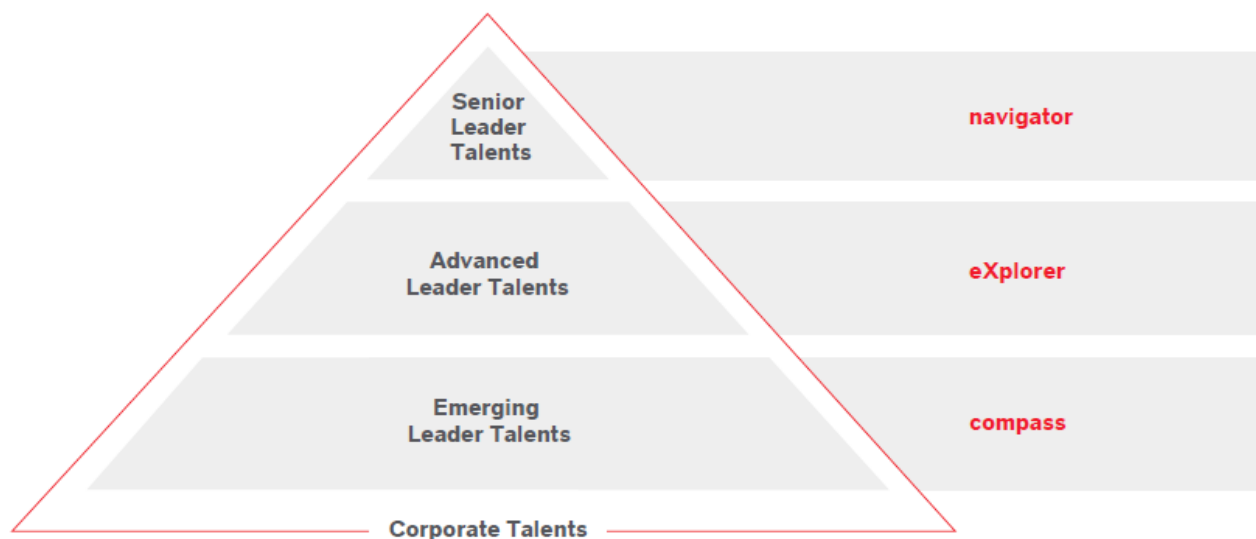 Senior
Leader
Talents
navigator
Advanced
Leader Talents
eXplorer
Emerging
Leader Talents
compass
Corporate Talents